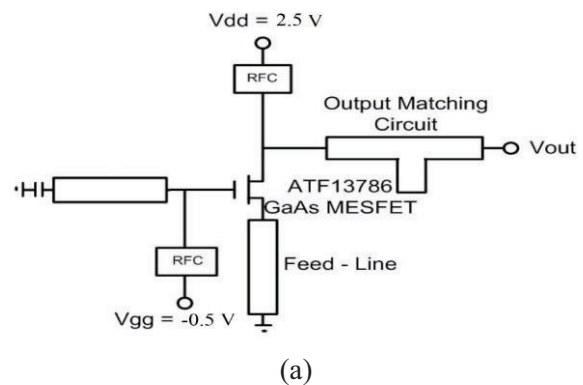 Vdd = 2.5 V
RFC
Output Matching
Circuit
Vout
ATF13786
GaAs MESFET
RFC
Feed - Line
Vgg = -0.5 V
(a)